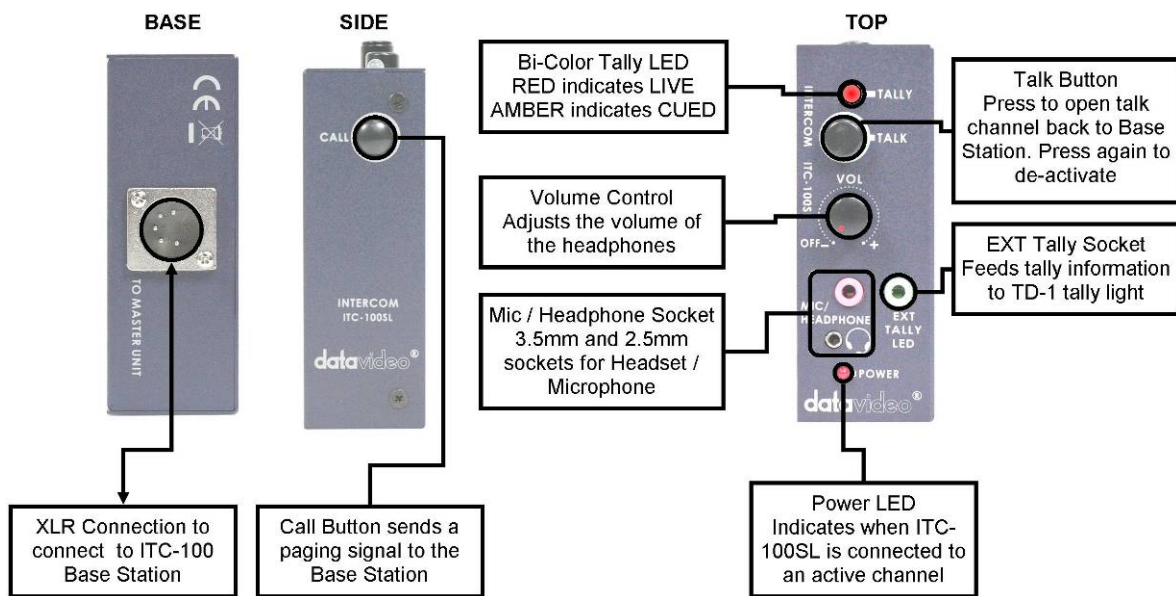 BASE
SIDE
TOP
CE
TO MASTER UNIT
CALL
INTERCOM
ITC-100SL
datavideo®
Bi-Color Tally LED
RED indicates LIVE
AMBER indicates CUED
Volume Control
Adjusts the volume of
the headphones
Mic / Headphone Socket
3.5mm and 2.5mm
sockets for Headset /
Microphone
TALLY
TALK
INTERCOM
VOL
OFF
-
+
MIC/
HEADPHONE
EXT
TALLY
LED
POWER
datavideo®
Talk Button
Press to open talk
channel back to Base
Station. Press again to
de-activate
EXT Tally Socket
Feeds tally information
to TD-1 tally light
XLR Connection to
connect to ITC-100
Base Station
Call Button sends a
paging signal to the
Base Station
Power LED
Indicates when ITC-
100SL is connected to
an active channel